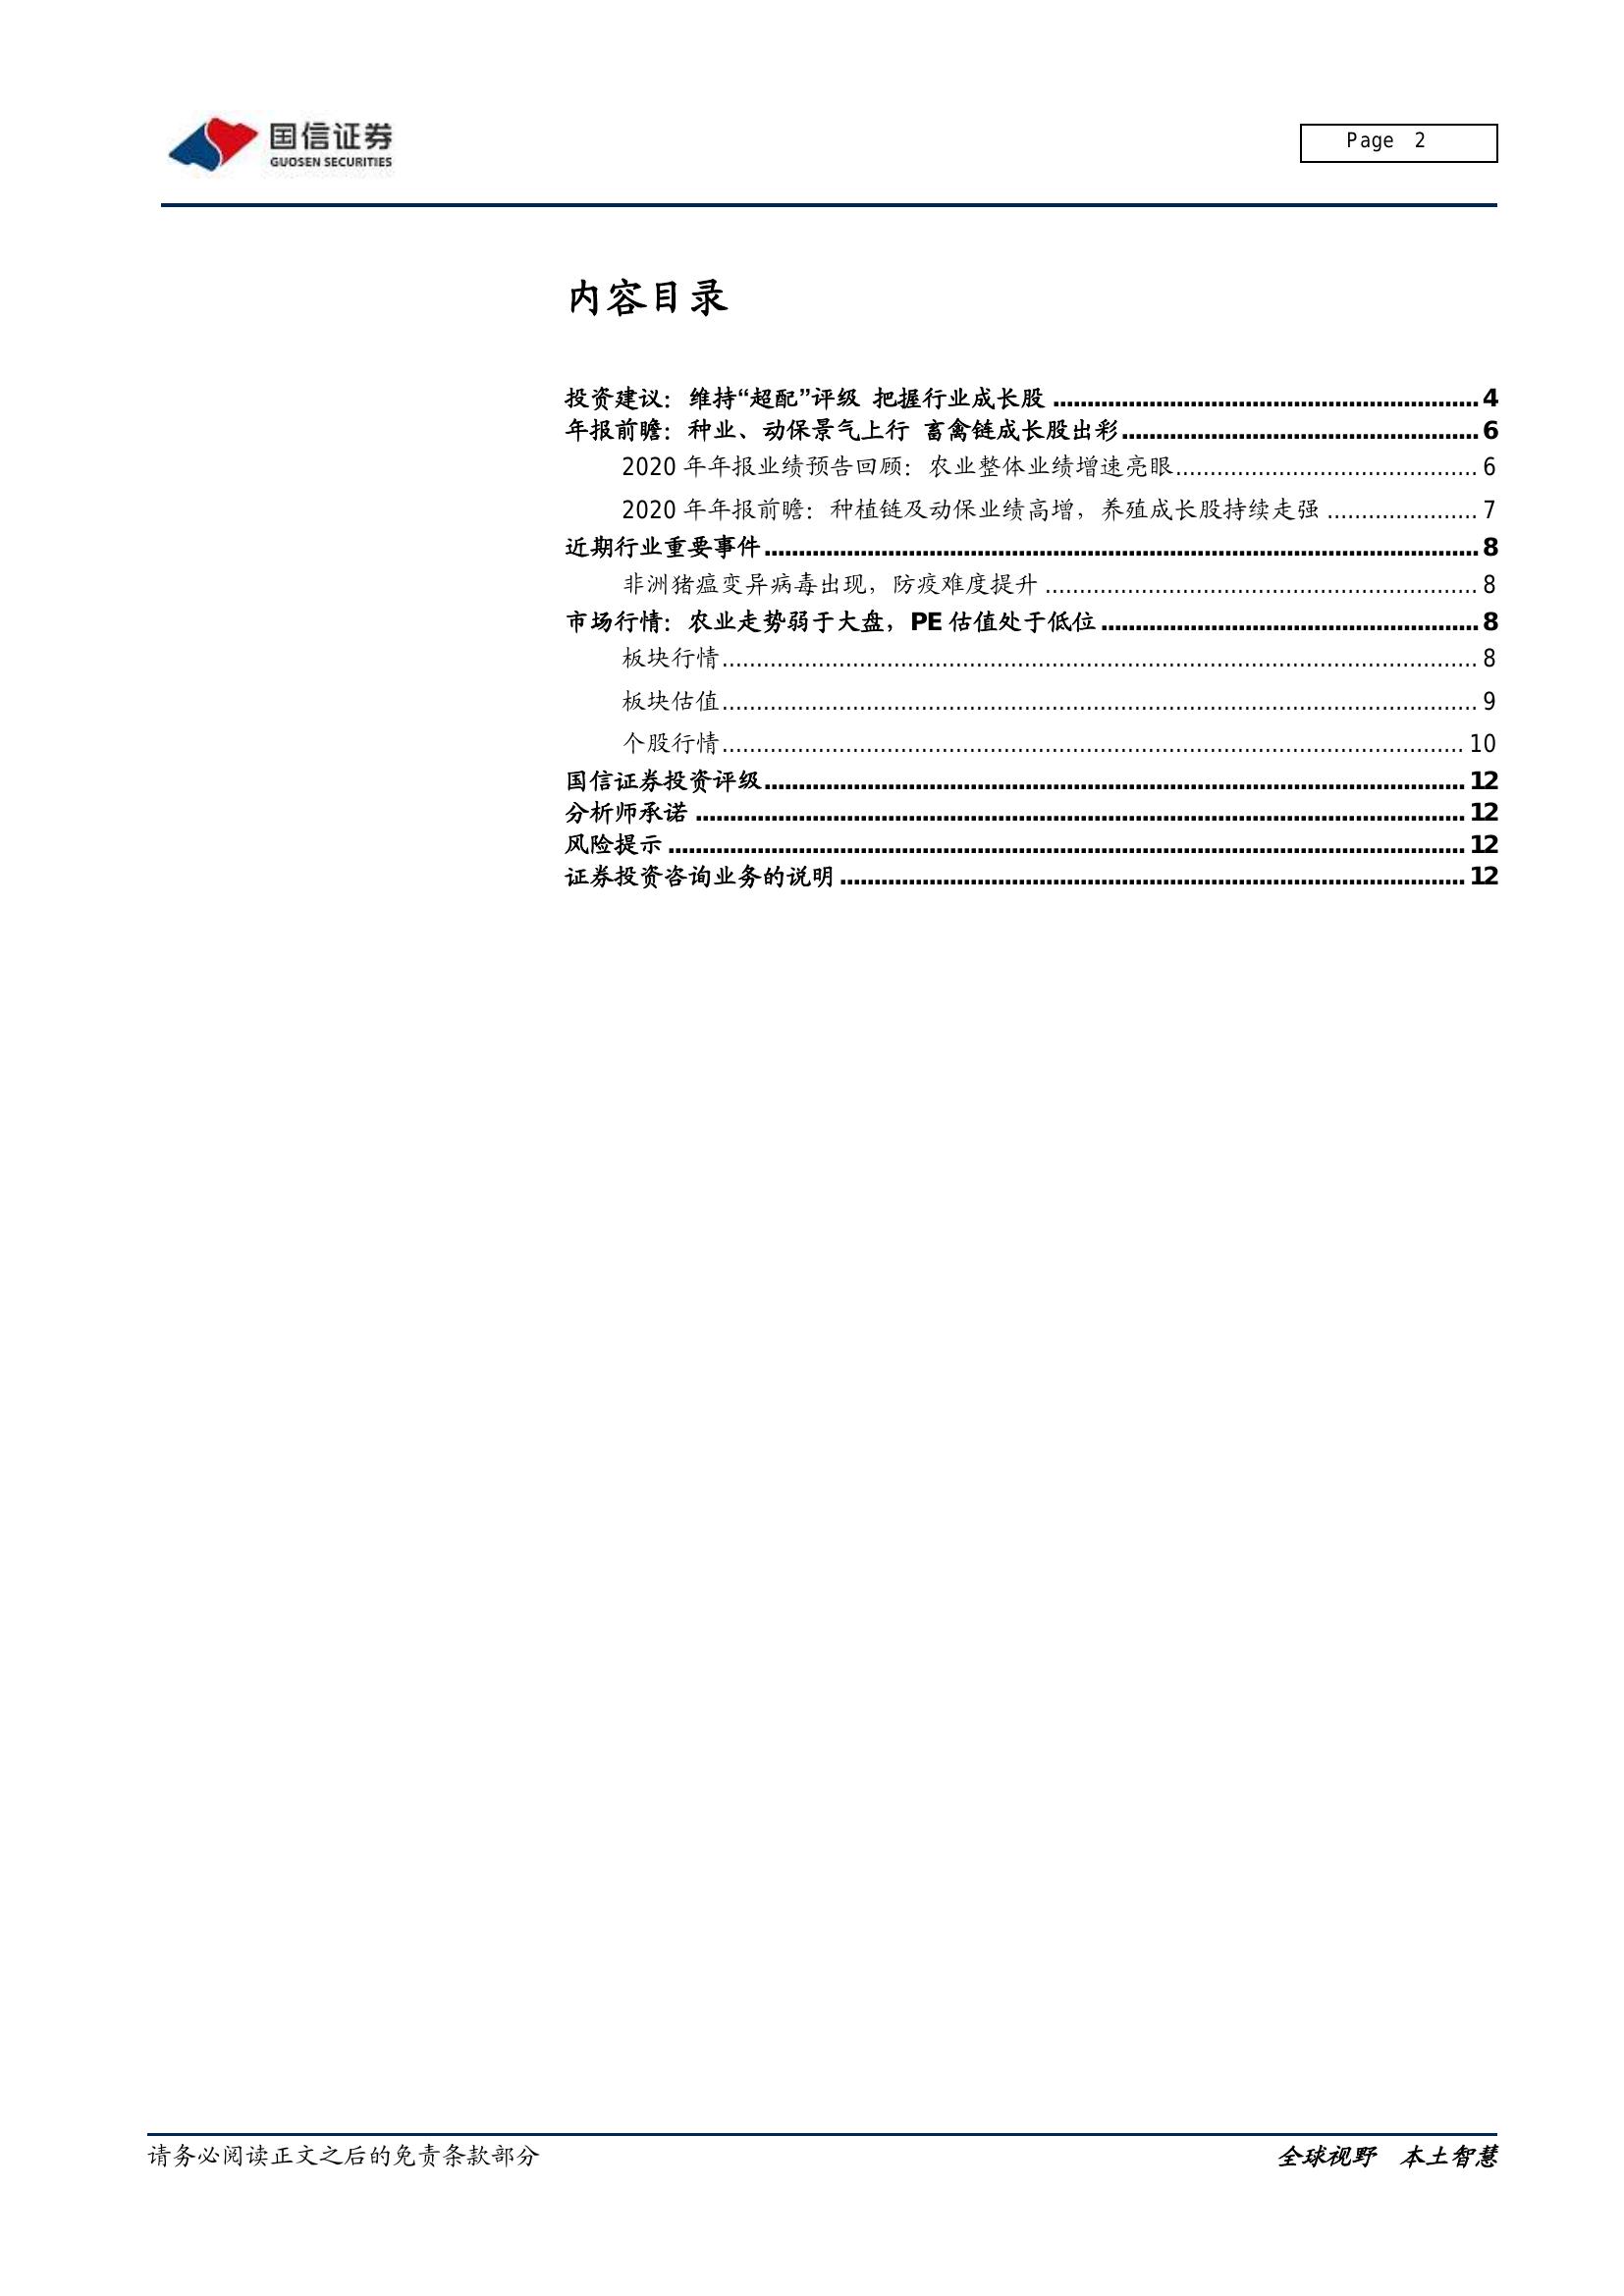 国信证券
GUOSEN SECURITIES
Page 2
内容目录
投资建议：维持“超配”评级 把握行业成长股 ................................................................ 4
年报前瞻：种业、动保景气上行 畜禽链成长股出彩 ..................................................... 6
2020 年年报业绩预告回顾：农业整体业绩增速亮眼 ............................................ 6
2020 年年报前瞻：种植链及动保业绩高增，养殖成长股持续走强 ...................... 7
近期行业重要事件 ........................................................................................................ 8
非洲猪瘟变异病毒出现，防疫难度提升 ............................................................... 8
市场行情：农业走势弱于大盘，PE 估值处于低位 ....................................................... 8
板块行情 .............................................................................................................. 8
板块估值 .............................................................................................................. 9
个股行情 ............................................................................................................ 10
国信证券投资评级 ...................................................................................................... 12
分析师承诺 ................................................................................................................ 12
风险提示 .................................................................................................................... 12
证券投资咨询业务的说明 ........................................................................................... 12
请务必阅读正文之后的免责条款部分
全球视野 本土智慧